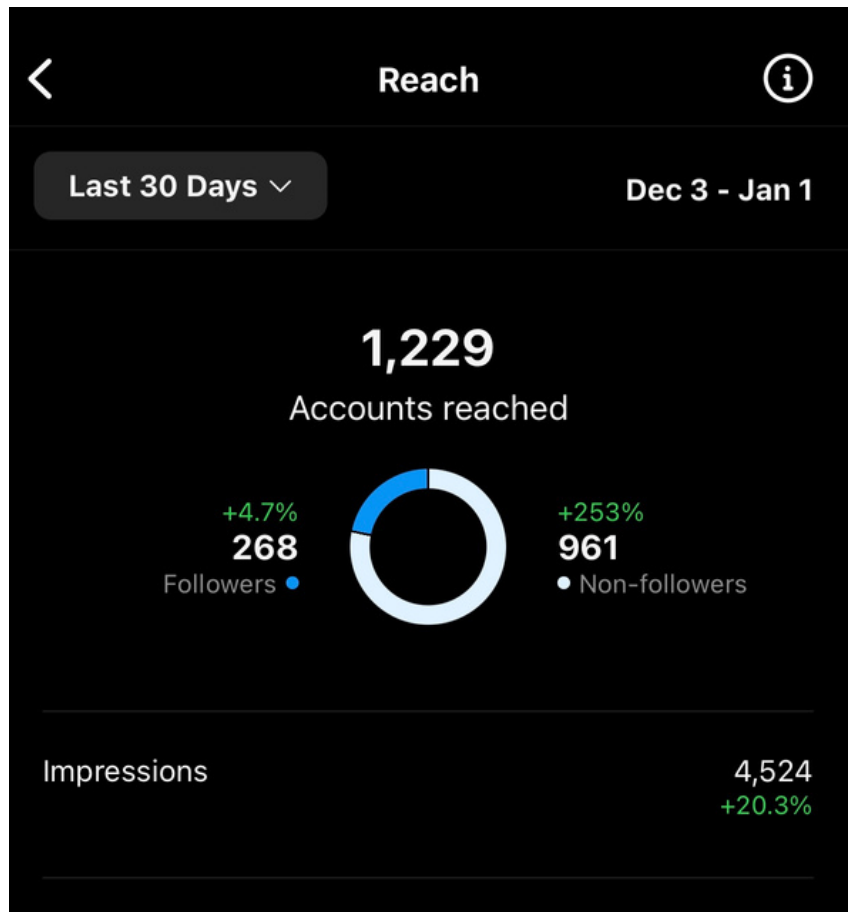 Reach
Last 30 Days
Dec 3 - Jan 1
1,229
Accounts reached
+4.7%
268
Followers
+253%
961
Non-followers
Impressions
4,524
+20.3%